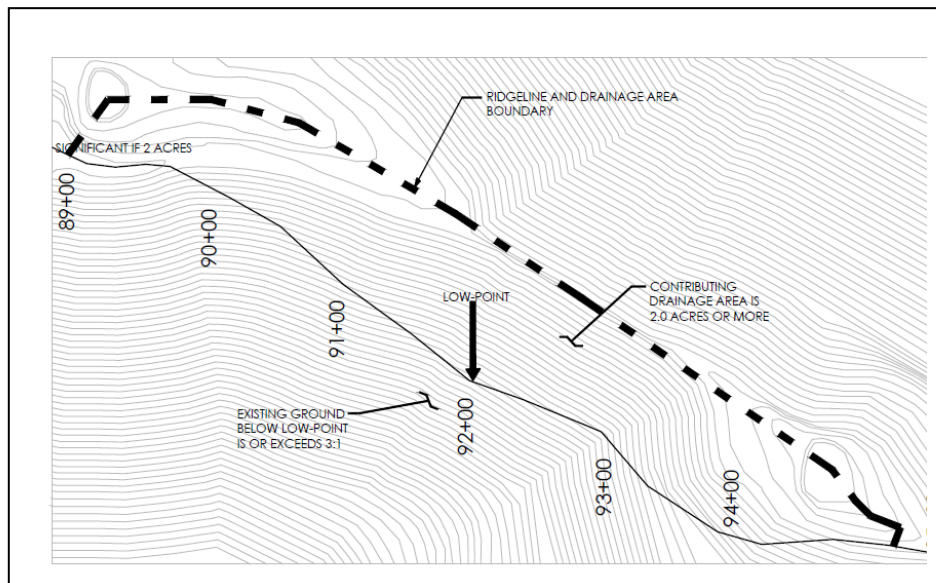 RIDGELINE AND DRAINAGE AREA
BOUNDARY
SIGNIFICANT IF 2 ACRES
89+00
90+00
LOW-POINT
CONTRIBUTING
DRAINAGE AREA IS
2.0 ACRES OR MORE
91+00
EXISTING GROUND
BELOW LOW-POINT
IS OR EXCEEDS 3:1
92+00
93+00
94+00